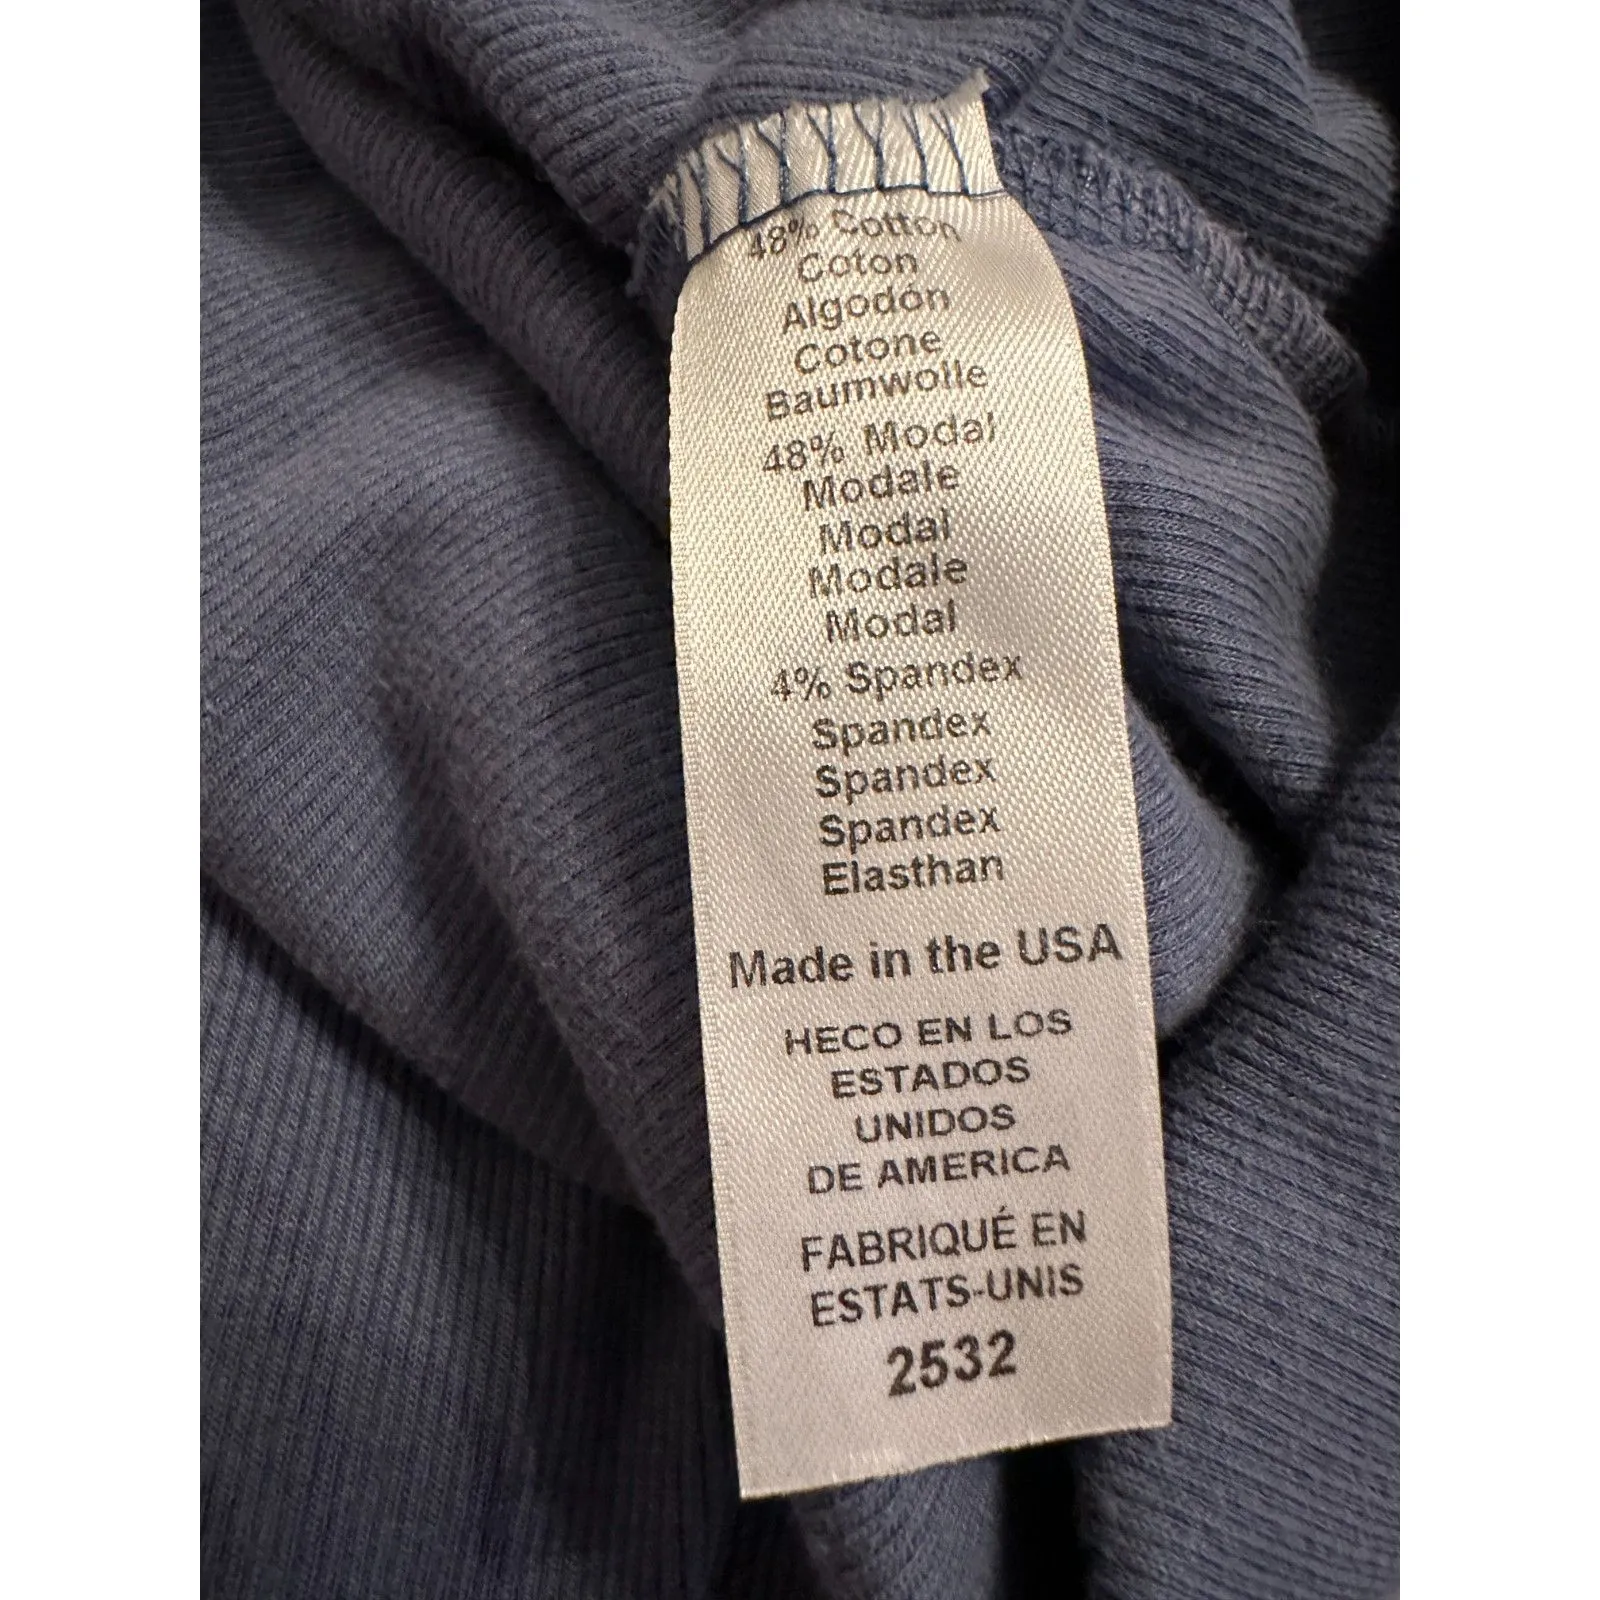 48% Cotton
Coton
Algodón
Cotone
Baumwolle
48% Modal
Modale
Modal
Modale
Modal
4% Spandex
Spandex
Spandex
Spandex
Elasthan
Made in the USA
HECO EN LOS
ESTADOS
UNIDOS
DE AMERICA
FABRIQUÉ EN
ESTATS-UNIS
2532